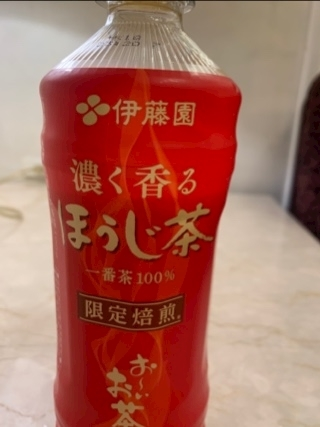 伊藤園
濃く香る
ほうじ茶
一番茶100%
限定焙煎
お〜い
お茶